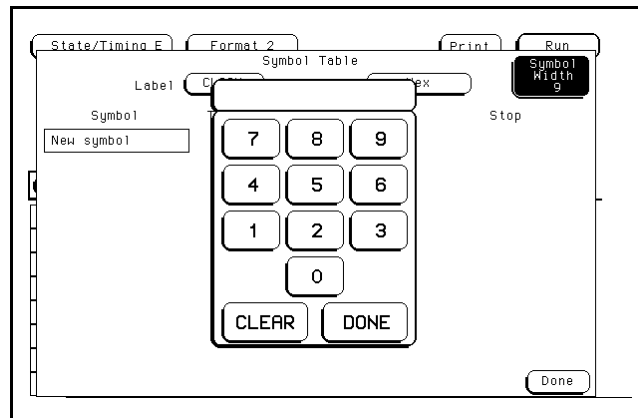 State/Timing E Format 2 Print Run
Symbol Table
Symbol Width 9
Label
Symbol
Stop
New symbol
7 8 9
4 5 6
1 2 3
0
CLEAR DONE
Done